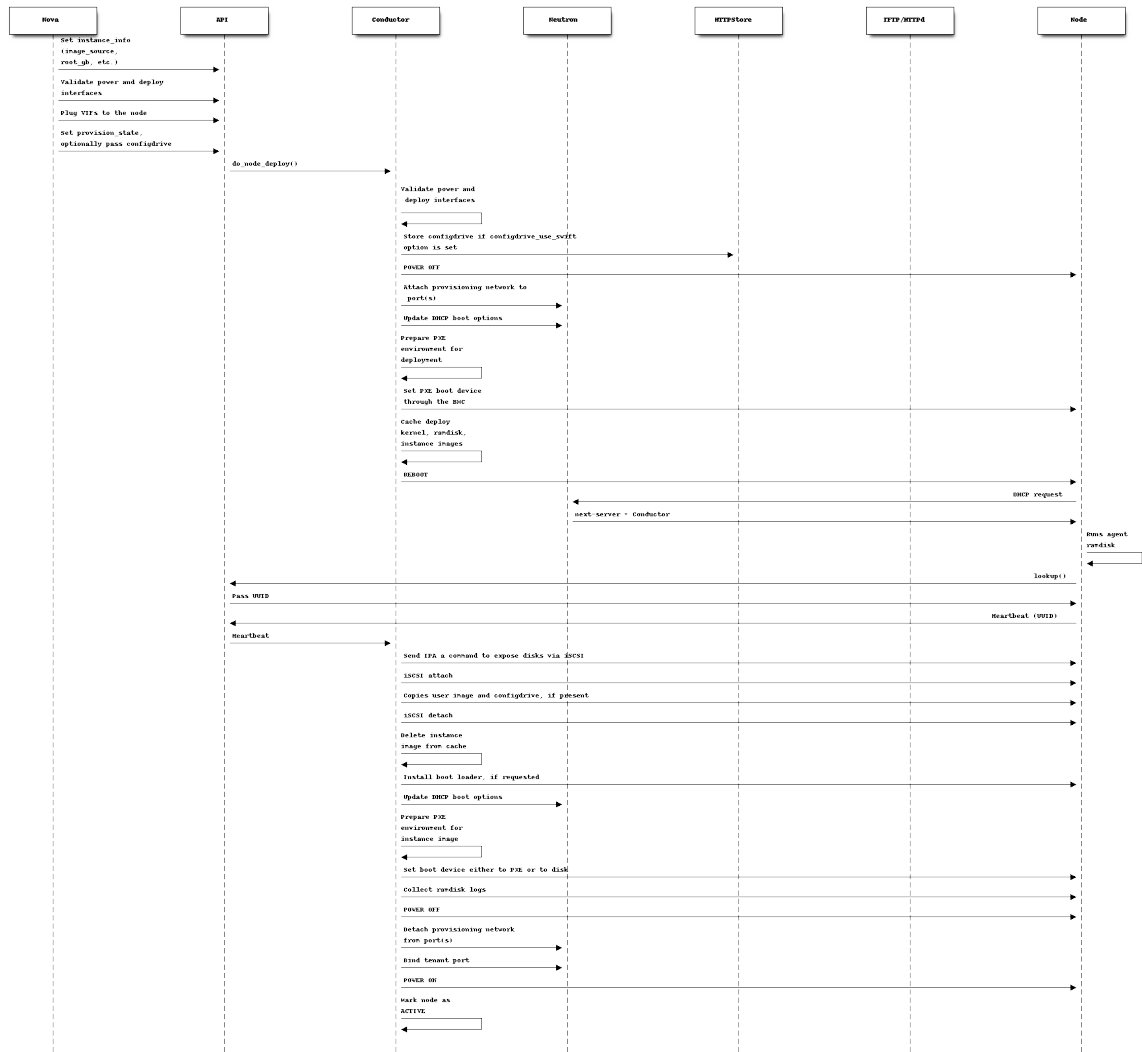 Nova
API
Conductor
Neutron
HTTPStore
TFTP/HTTPd
Node
Set instance_info
(image_source,
root_gb, etc.)
Validate power and deploy
interfaces
Plug VIFs to the node
Set provision_state,
optionally pass configdrive
do_node_deploy()
Validate power and
deploy interfaces
Store configdrive if configdrive_use_swift
option is set
POWER OFF
Attach provisioning network to
port(s)
Update DHCP boot options
Prepare PXE
environment for
deployment
Set PXE boot device
through the BMC
Cache deploy
kernel, ramdisk,
instance images
REBOOT
DHCP request
next-server = Conductor
Runs agent
ramdisk
lookup()
Pass UUID
Heartbeat (UUID)
Heartbeat
Send IPA a command to expose disks via iSCSI
iSCSI attach
Copies user image and configdrive, if present
iSCSI detach
Delete instance
image from cache
Install boot loader, if requested
Update DHCP boot options
Prepare PXE
environment for
instance image
Set boot device either to PXE or to disk
Collect ramdisk logs
POWER OFF
Detach provisioning network
from port(s)
Bind tenant port
POWER ON
Mark node as
ACTIVE